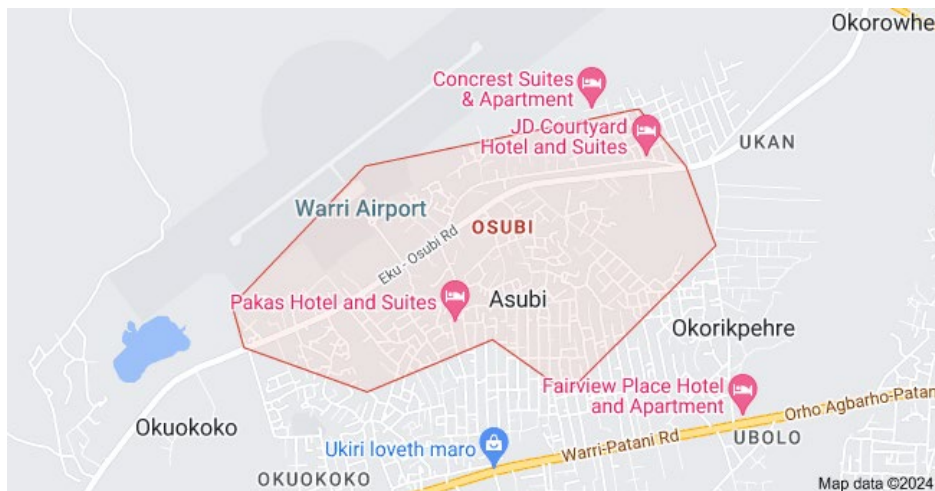 Okorowhe
Concrest Suites
& Apartment
JD Courtyard
Hotel and Suites
UKAN
Warri Airport
OSUBI
Eku - Osubi Rd
Pakas Hotel and Suites
Asubi
Okorikpehre
Fairview Place Hotel
and Apartment
Orho Agbarho-Patan
Okuokoko
Ukiri loveth maro
Warri-Patani Rd
UBOLO
OKUOKOKO
Map data ©2024